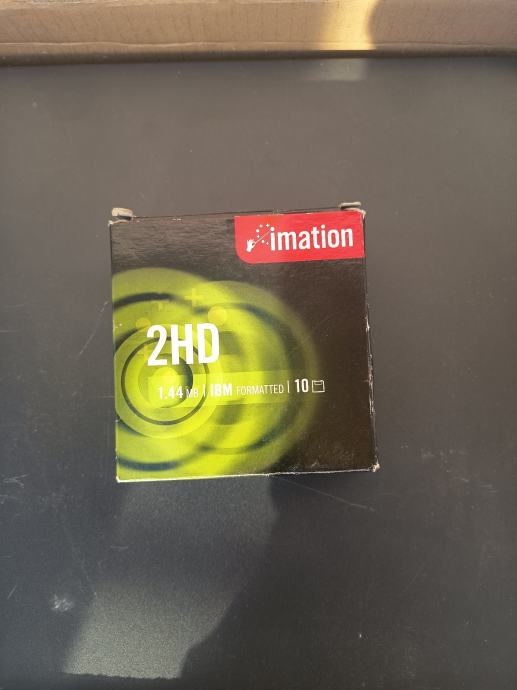 imation
2HD
1.44 MB | IBM FORMATTED | 10